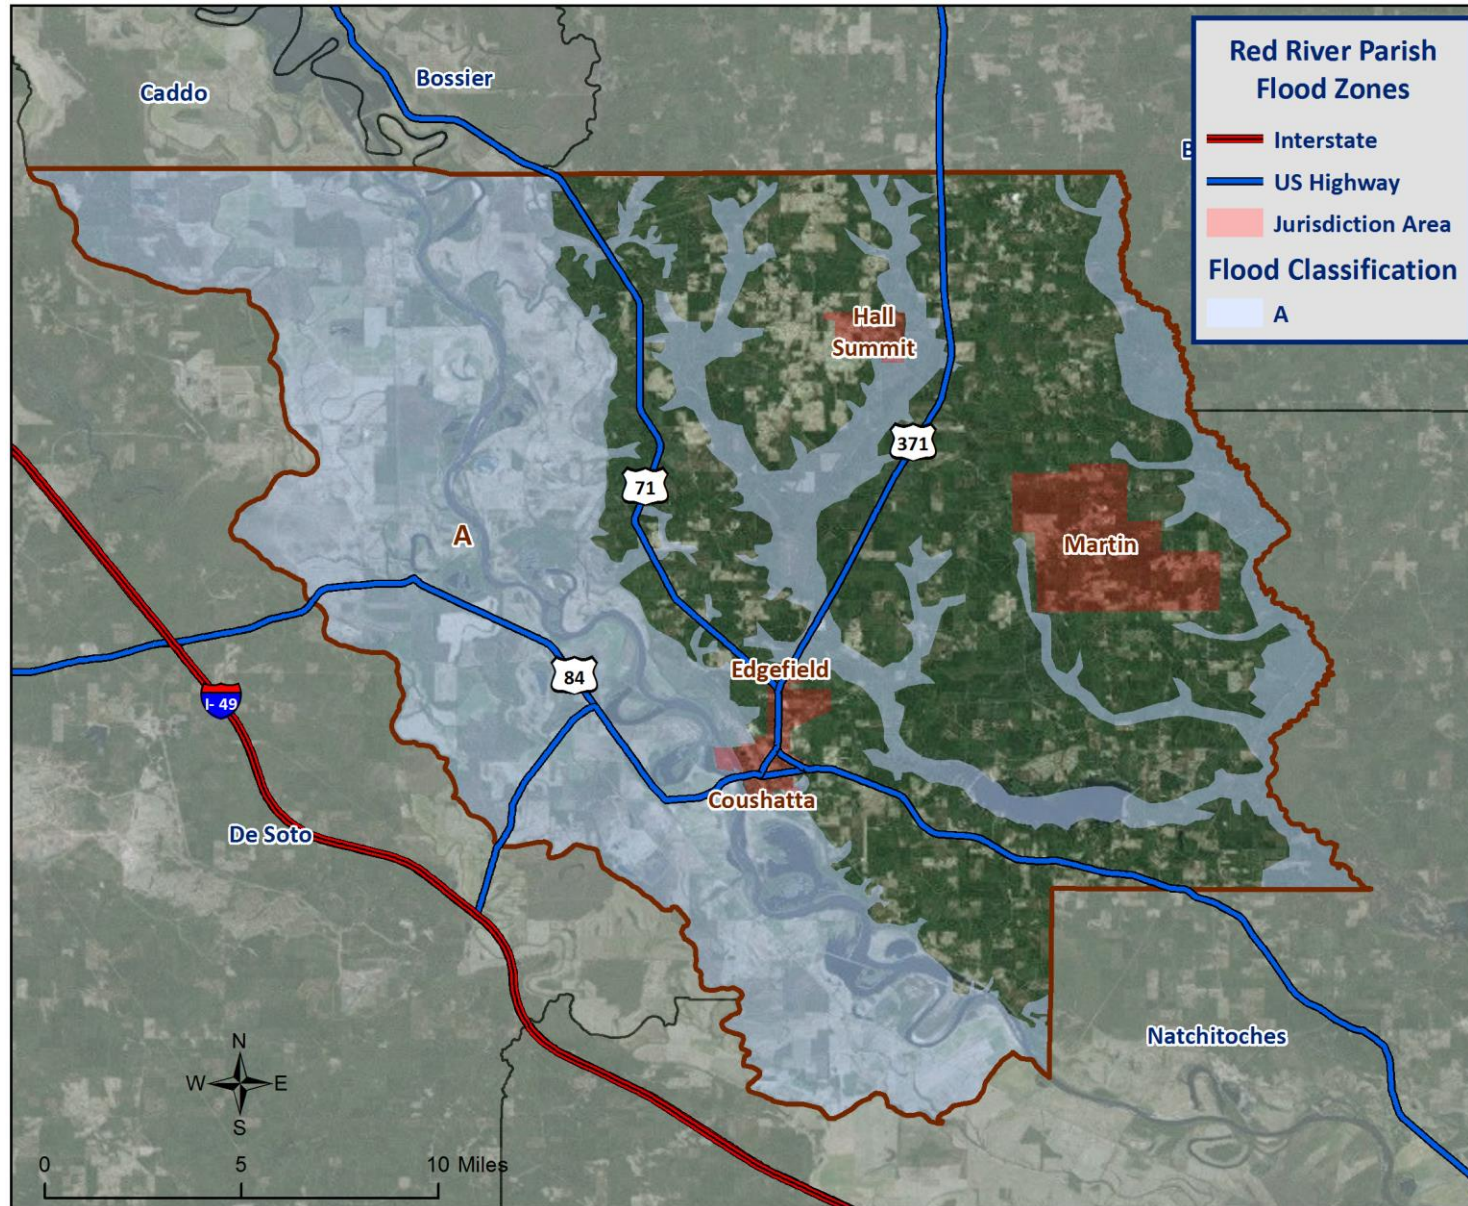 Red River Parish
Flood Zones
Interstate
US Highway
Jurisdiction Area
Flood Classification
A
Caddo
Bossier
B
Hall
Summit
371
71
A
Martin
Edgefield
84
I- 49
Coushatta
De Soto
Natchitoches
N
W E
S
0 5 10 Miles